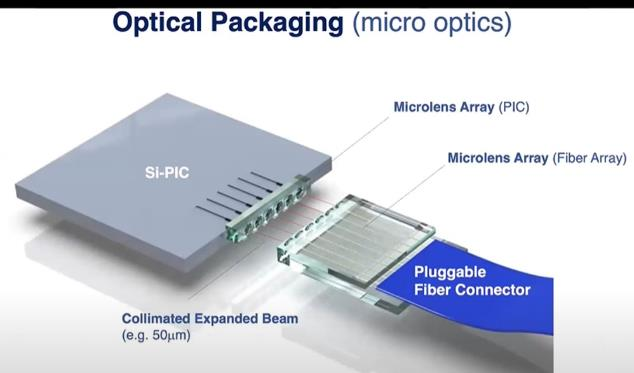 Optical Packaging (micro optics)
Microlens Array (PIC)
Microlens Array (Fiber Array)
Si-PIC
Pluggable
Fiber Connector
Collimated Expanded Beam
(e.g. 50μm)